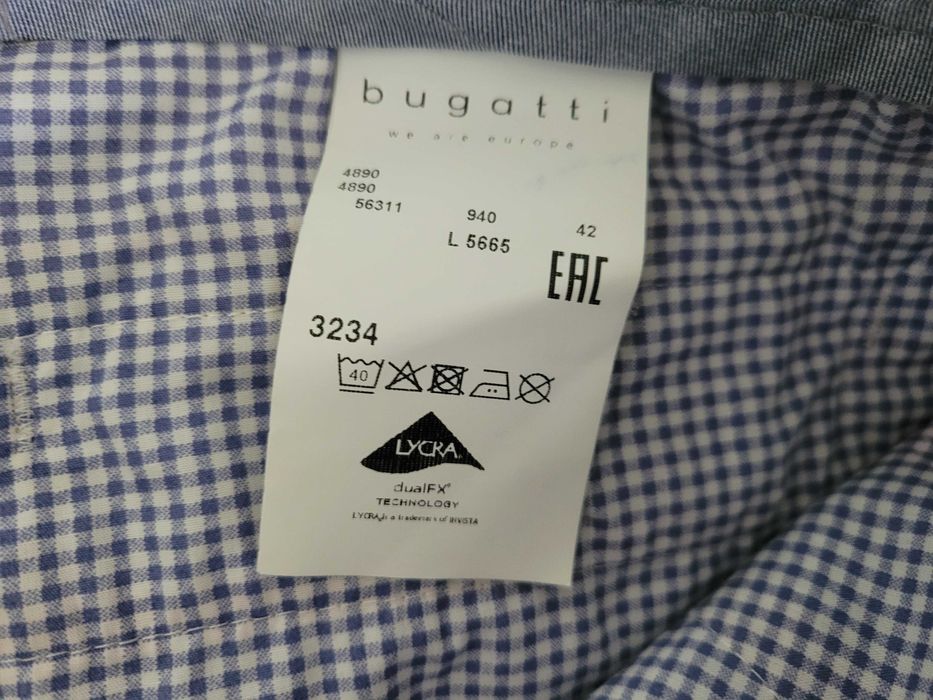 bugatti
we are europe
4890
4890
56311 940 42
L 5665
EAC
3234
40
LYCRA
dualFX®
TECHNOLOGY
LYCRA® is a trademark of INVISTA